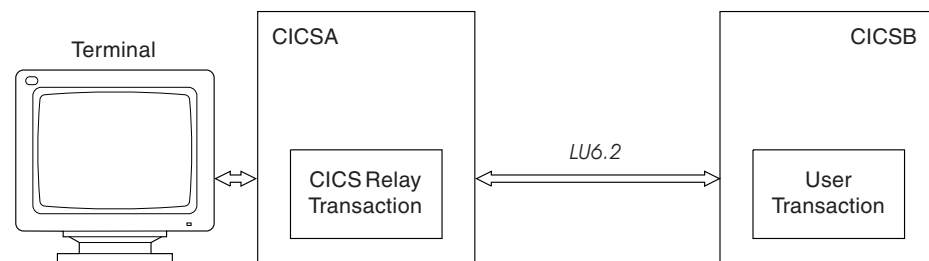 Terminal
CICSA
CICSB
LU6.2
CICS Relay
Transaction
User
Transaction